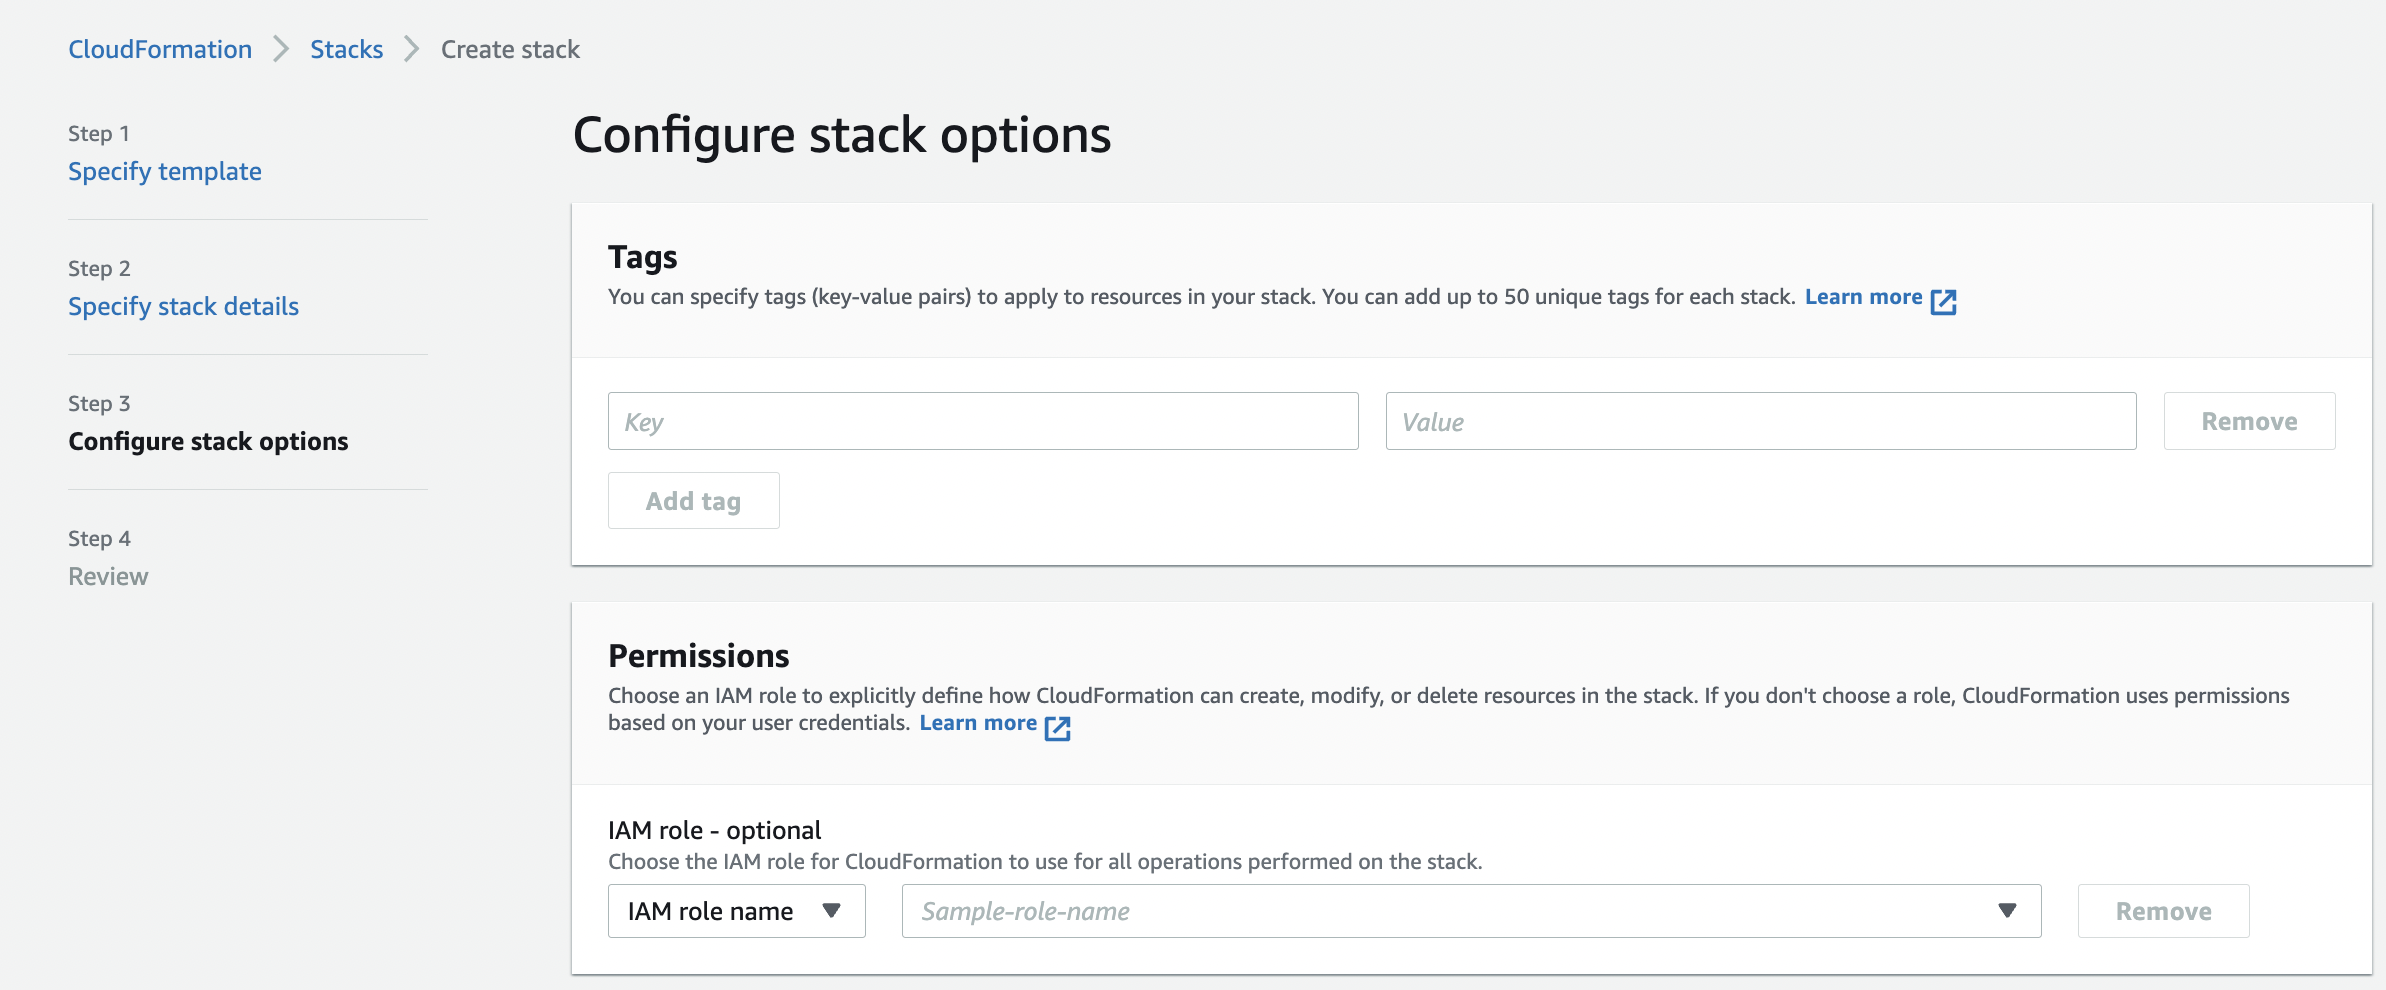 CloudFormation Stacks Create stack
Step 1
Specify template
Step 2
Specify stack details
Step 3
Configure stack options
Step 4
Review
Configure stack options
Tags
You can specify tags (key-value pairs) to apply to resources in your stack. You can add up to 50 unique tags for each stack. Learn more
Key Value Remove
Add tag
Permissions
Choose an IAM role to explicitly define how CloudFormation can create, modify, or delete resources in the stack. If you don't choose a role, CloudFormation uses permissions
based on your user credentials. Learn more
IAM role - optional
Choose the IAM role for CloudFormation to use for all operations performed on the stack.
IAM role name Sample-role-name Remove